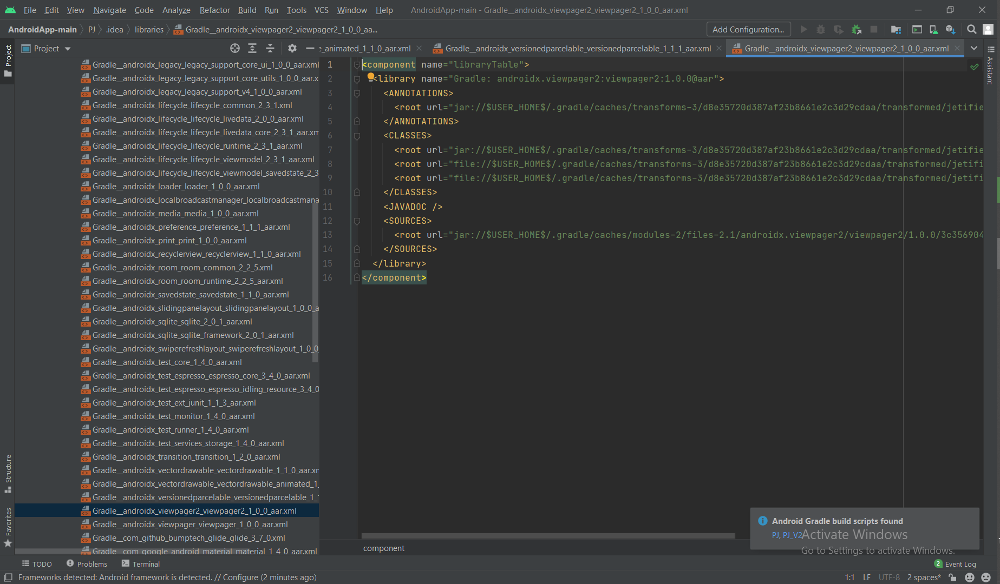 File Edit View Navigate Code Analyze Refactor Build Run Tools VCS Window Help AndroidApp-main - Gradle__androidx_viewpager2_viewpager2_1_0_0_aar.xml
AndroidApp-main PJ .idea libraries Gradle__androidx_viewpager2_viewpager2_1_0_0_aa... Add Configuration...
Project
Project
e_animated_1_1_0_aar.xml Gradle__androidx_versionedparcelable_versionedparcelable_1_1_1_aar.xml Gradle__androidx_viewpager2_viewpager2_1_0_0_aar.xml
Assistant
Gradle__androidx_legacy_legacy_support_core_ui_1_0_0_aar.xml
Gradle__androidx_legacy_legacy_support_core_utils_1_0_0_aar.x
Gradle__androidx_legacy_legacy_support_v4_1_0_0_aar.xml
Gradle__androidx_lifecycle_lifecycle_common_2_3_1.xml
Gradle__androidx_lifecycle_lifecycle_livedata_2_0_0_aar.xml
Gradle__androidx_lifecycle_lifecycle_livedata_core_2_3_1_aar.xm
Gradle__androidx_lifecycle_lifecycle_runtime_2_3_1_aar.xml
Gradle__androidx_lifecycle_lifecycle_viewmodel_2_3_1_aar.xml
Gradle__androidx_lifecycle_lifecycle_viewmodel_savedstate_2_3
Gradle__androidx_loader_loader_1_0_0_aar.xml
Gradle__androidx_localbroadcastmanager_localbroadcastmana
Gradle__androidx_media_media_1_0_0_aar.xml
Gradle__androidx_preference_preference_1_1_1_aar.xml
Gradle__androidx_print_print_1_0_0_aar.xml
Gradle__androidx_recyclerview_recyclerview_1_1_0_aar.xml
Gradle__androidx_room_room_common_2_2_5.xml
Gradle__androidx_room_room_runtime_2_2_5_aar.xml
Gradle__androidx_savedstate_savedstate_1_1_0_aar.xml
Gradle__androidx_slidingpanelayout_slidingpanelayout_1_0_0_a
Gradle__androidx_sqlite_sqlite_2_0_1_aar.xml
Gradle__androidx_sqlite_sqlite_framework_2_0_1_aar.xml
Gradle__androidx_swiperefreshlayout_swiperefreshlayout_1_0_0_
Gradle__androidx_test_core_1_4_0_aar.xml
Gradle__androidx_test_espresso_espresso_core_3_4_0_aar.xml
Gradle__androidx_test_espresso_espresso_idling_resource_3_4_0
Gradle__androidx_test_ext_junit_1_1_3_aar.xml
Gradle__androidx_test_monitor_1_4_0_aar.xml
Gradle__androidx_test_runner_1_4_0_aar.xml
Gradle__androidx_test_services_storage_1_4_0_aar.xml
Gradle__androidx_transition_transition_1_2_0_aar.xml
Gradle__androidx_vectordrawable_vectordrawable_1_1_0_aar.xm
Gradle__androidx_vectordrawable_vectordrawable_animated_1_
Gradle__androidx_versionedparcelable_versionedparcelable_1_1
Gradle__androidx_viewpager2_viewpager2_1_0_0_aar.xml
Gradle__androidx_viewpager_viewpager_1_0_0_aar.xml
Gradle__com_github_bumptech_glide_glide_3_7_0.xml
Gradle__com_google_android_material_material_1_4_0_aar.xml
1 <component name="libraryTable">
2 <library name="Gradle: androidx.viewpager2:viewpager2:1.0.0@aar">
3 <ANNOTATIONS>
4 <root url="jar://$USER_HOME$/.gradle/caches/transforms-3/d8e35720d387af23b8661e2c3d29cdaa/transformed/jetifie
5 </ANNOTATIONS>
6 <CLASSES>
7 <root url="jar://$USER_HOME$/.gradle/caches/transforms-3/d8e35720d387af23b8661e2c3d29cdaa/transformed/jetifie
8 <root url="file://$USER_HOME$/.gradle/caches/transforms-3/d8e35720d387af23b8661e2c3d29cdaa/transformed/jetifi
9 <root url="file://$USER_HOME$/.gradle/caches/transforms-3/d8e35720d387af23b8661e2c3d29cdaa/transformed/jetifi
10 </CLASSES>
11 <JAVADOC />
12 <SOURCES>
13 <root url="jar://$USER_HOME$/.gradle/caches/modules-2/files-2.1/androidx.viewpager2/viewpager2/1.0.0/3c356904
14 </SOURCES>
15 </library>
16 </component>
Structure
Favorites
Android Gradle build scripts found
PJ, PJ_V2
Activate Windows
Go to Settings to activate Windows.
component
TODO Problems Terminal 2 Event Log
Frameworks detected: Android framework is detected. // Configure (2 minutes ago) 1:1 LF UTF-8 2 spaces*